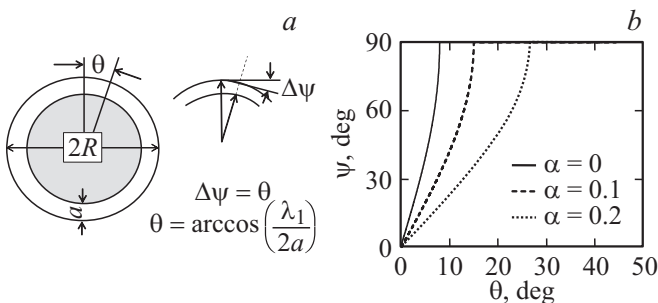 a
θ
Δψ
2R
a
Δψ = θ
θ = arccos(λ₁/2a)
b
ψ, deg
90
60
30
0
α = 0
α = 0.1
α = 0.2
0 10 20 30 40 50
θ, deg